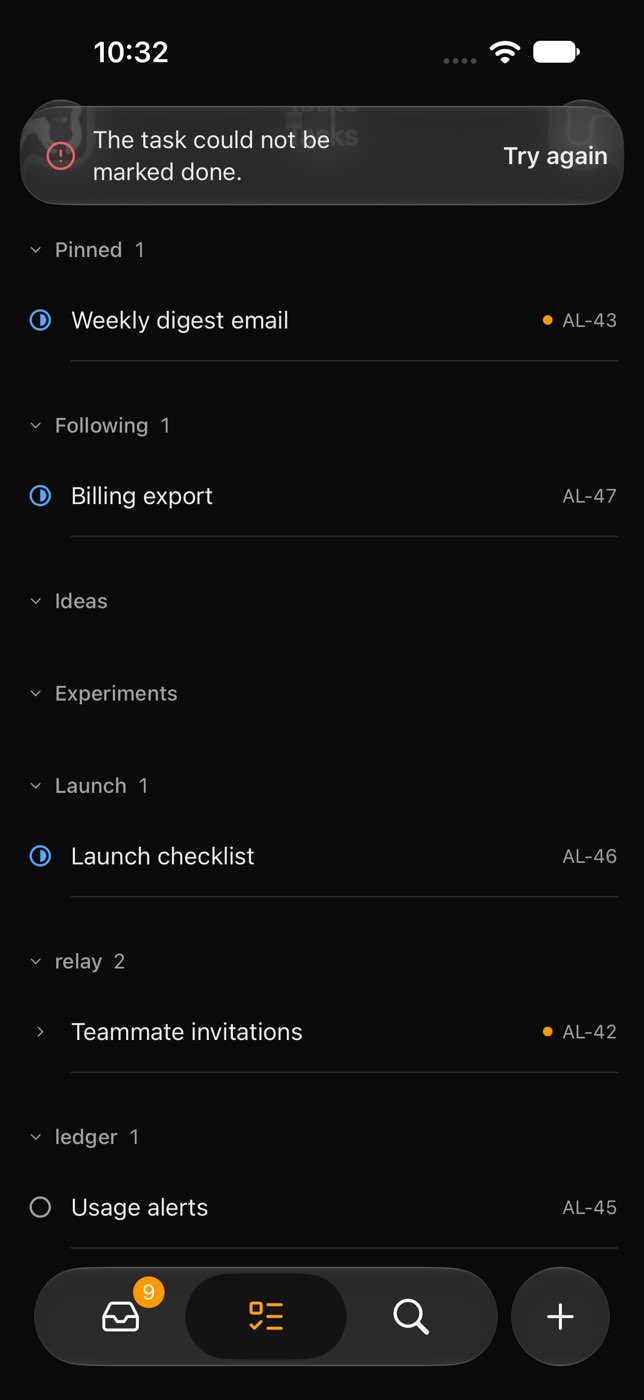 10:32
The task could not be
marked done.
Try again
Pinned 1
Weekly digest email
AL-43
Following 1
Billing export
AL-47
Ideas
Experiments
Launch 1
Launch checklist
AL-46
relay 2
Teammate invitations
AL-42
ledger 1
Usage alerts
AL-45
9